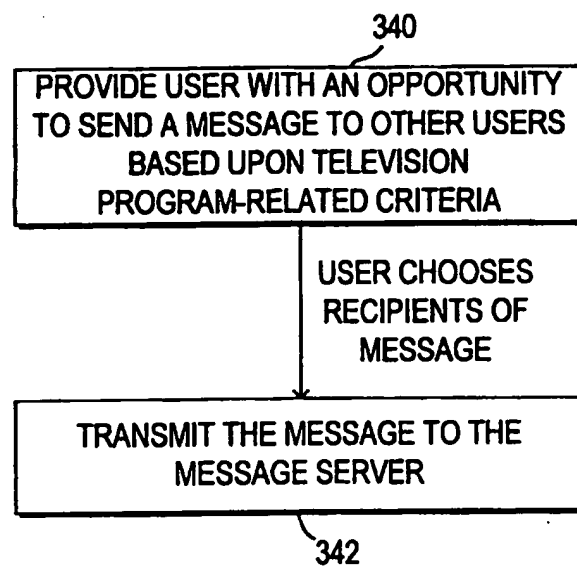 340
PROVIDE USER WITH AN OPPORTUNITY
TO SEND A MESSAGE TO OTHER USERS
BASED UPON TELEVISION
PROGRAM-RELATED CRITERIA
USER CHOOSES
RECIPIENTS OF
MESSAGE
TRANSMIT THE MESSAGE TO THE
MESSAGE SERVER
342